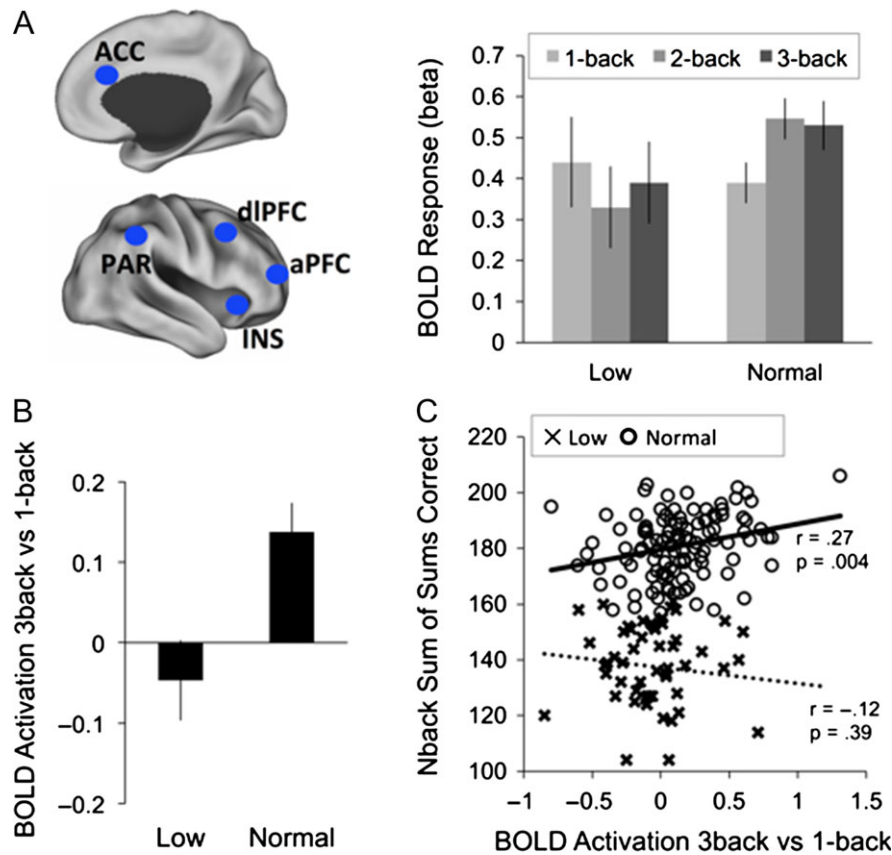 A
ACC
dlPFC
PAR
aPFC
INS
1-back 2-back 3-back
BOLD Response (beta)
0.7
0.6
0.5
0.4
0.3
0.2
0.1
0
Low Normal
B
BOLD Activation 3back vs 1-back
0.2
0.1
0
−0.1
−0.2
Low Normal
C
Low Normal
Nback Sum of Sums Correct
220
200
180
160
140
120
100
r = .27
p = .004
r = −.12
p = .39
−1 −0.5 0 0.5 1 1.5
BOLD Activation 3back vs 1-back